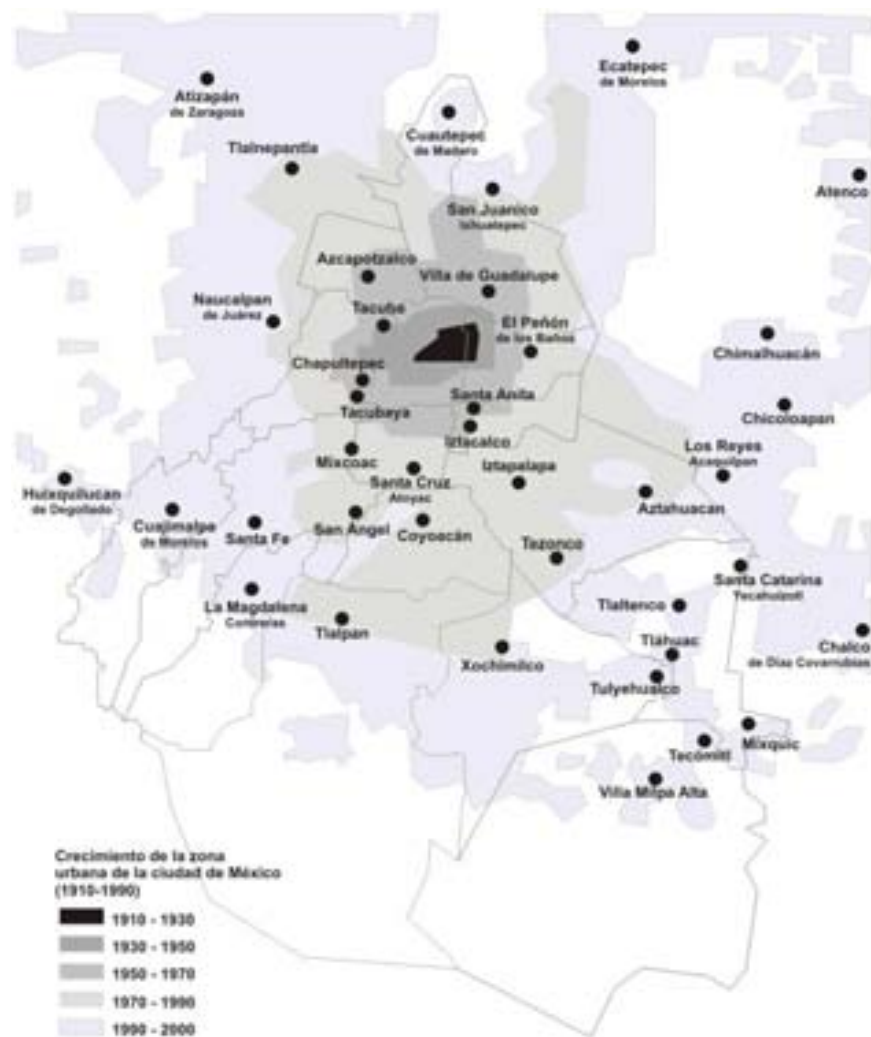 Ecatepec
de Morelos
Atizapán
de Zaragoza
Cuautepec
de Madero
Tlalnepantla
Atenco
San Juanico
Ixhuatepec
Azcapotzalco
Villa de Guadalupe
Naucalpan
de Juárez
Tacuba
El Peñón
de los Baños
Chimalhuacán
Chapultepec
Santa Anita
Tacubaya
Chicoloapan
Iztacalco
Los Reyes
Acaquilpan
Mixcoac
Iztapalapa
Santa Cruz
Atoyac
Huixquilucan
de Degollado
Aztahuacan
Cuajimalpa
de Morelos
Santa Fe
San Ángel
Coyoacán
Tezonco
Santa Catarina
Yecahuizotl
La Magdalena
Contreras
Tlaltenco
Tlalpan
Tláhuac
Chalco
de Díaz Covarrubias
Xochimilco
Tulyehualco
Mixquic
Tecómitl
Villa Milpa Alta
Crecimiento de la zona
urbana de la ciudad de México
(1910-1990)
1910 - 1930
1930 - 1950
1950 - 1970
1970 - 1990
1990 - 2000